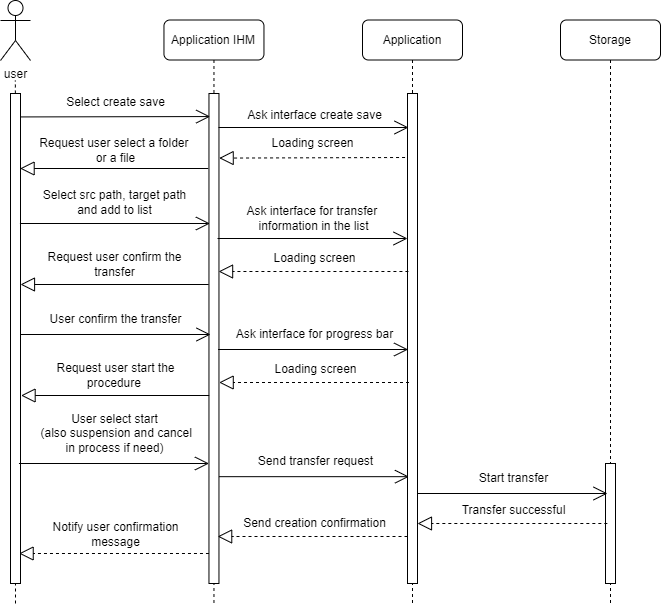 user
Application IHM
Application
Storage
Select create save
Ask interface create save
Request user select a folder
or a file
Loading screen
Select src path, target path
and add to list
Ask interface for transfer
information in the list
Request user confirm the
transfer
Loading screen
User confirm the transfer
Ask interface for progress bar
Request user start the
procedure
Loading screen
User select start
(also suspension and cancel
in process if need)
Send transfer request
Start transfer
Transfer successful
Send creation confirmation
Notify user confirmation
message